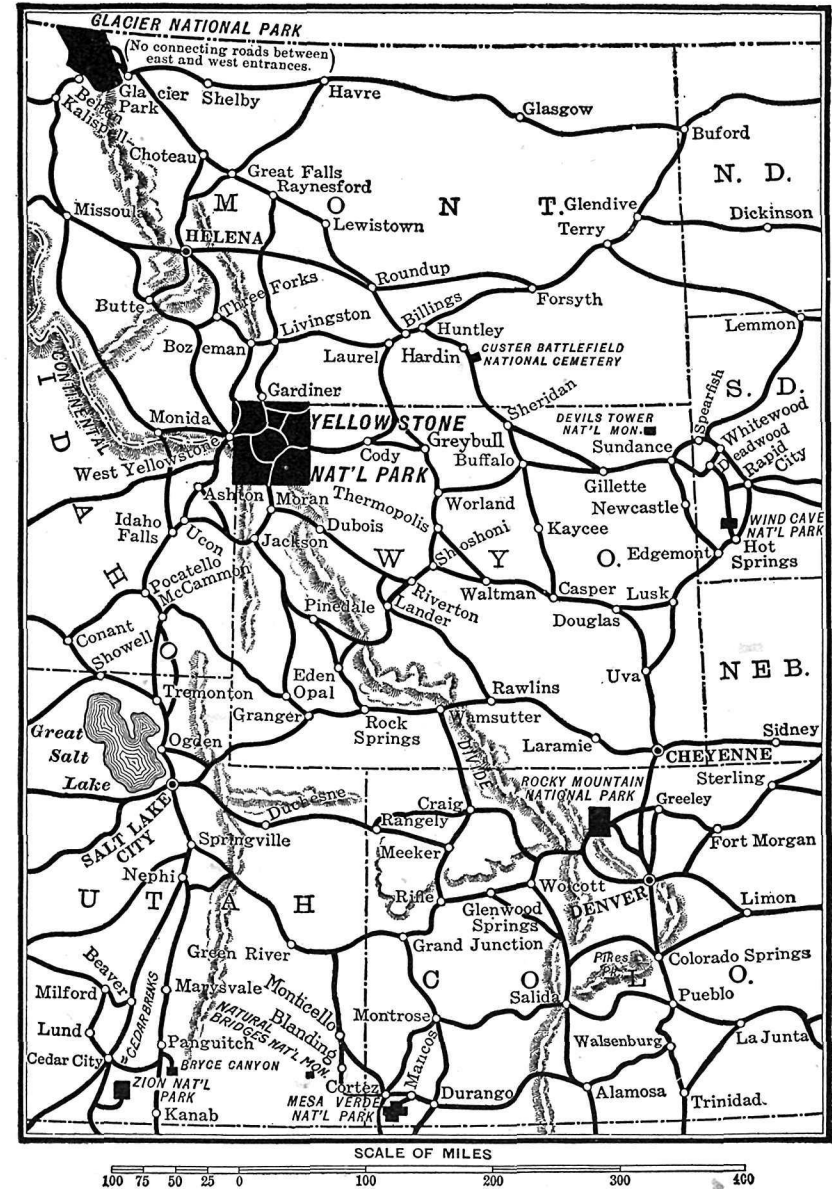 GLACIER NATIONAL PARK
(No connecting roads between
east and west entrances.)
Belton
Glacier
Park
Shelby
Havre
Kalispell
Glasgow
Buford
Choteau
Great Falls
Raynesford
N. D.
M O N T.
Glendive
Dickinson
Missoula
Lewistown
Terry
HELENA
Roundup
Three Forks
Butte
Billings
Forsyth
Livingston
Huntley
Lemmon
Bozeman
Laurel
Hardin
CUSTER BATTLEFIELD
NATIONAL CEMETERY
CONTINENTAL
I D A H O
Gardiner
S. D.
Spearfish
Monida
YELLOWSTONE
NAT'L PARK
Sheridan
DEVILS TOWER
NAT'L MON.
Whitewood
Deadwood
West Yellowstone
Cody
Greybull
Sundance
Rapid
City
Buffalo
Gillette
Ashton
Moran
Thermopolis
Worland
Newcastle
WIND CAVE
NAT'L PARK
Idaho
Falls
Ucon
Dubois
Shoshoni
Kaycee
Jackson
W Y O.
Edgemont
Hot
Springs
Pocatello
McCammon
Riverton
Waltman
Casper
Lusk
Pinedale
Lander
Douglas
Conant
Showell
Eden
Opal
Uva
NEB.
Tremonton
Rawlins
Granger
Rock
Springs
Wamsutter
Great
Salt
Lake
Ogden
Laramie
Sidney
CHEYENNE
DIVIDE
ROCKY MOUNTAIN
NATIONAL PARK
Sterling
Duchesne
Craig
Greeley
SALT LAKE
CITY
Rangely
Springville
Meeker
Fort Morgan
Nephi
Wolcott
U T A H
Rifle
DENVER
Limon
Glenwood
Springs
Green River
Grand Junction
Colorado Springs
PIKES
PK.
C O L O.
Beaver
CEDAR BREAKS
Milford
Marysvale
Monticello
Salida
Pueblo
Blanding
Montrose
NATURAL
BRIDGES NAT'L MON.
Lund
Walsenburg
La Junta
Panguitch
Mancos
Cedar City
BRYCE CANYON
Cortez
ZION NAT'L
PARK
MESA VERDE
NAT'L PARK
Durango
Alamosa
Trinidad
Kanab
SCALE OF MILES
100 75 50 25 0 100 200 300 400